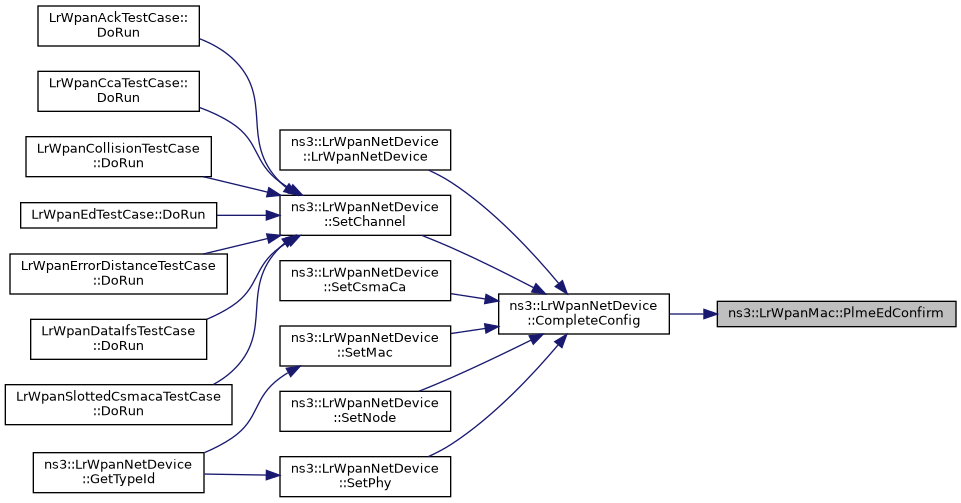 LrWpanAckTestCase::
DoRun
LrWpanCcaTestCase::
DoRun
LrWpanCollisionTestCase
::DoRun
LrWpanEdTestCase::DoRun
LrWpanErrorDistanceTestCase
::DoRun
LrWpanDataIfsTestCase
::DoRun
LrWpanSlottedCsmacaTestCase
::DoRun
ns3::LrWpanNetDevice
::GetTypeId
ns3::LrWpanNetDevice
::LrWpanNetDevice
ns3::LrWpanNetDevice
::SetChannel
ns3::LrWpanNetDevice
::SetCsmaCa
ns3::LrWpanNetDevice
::SetMac
ns3::LrWpanNetDevice
::SetNode
ns3::LrWpanNetDevice
::SetPhy
ns3::LrWpanNetDevice
::CompleteConfig
ns3::LrWpanMac::PlmeEdConfirm